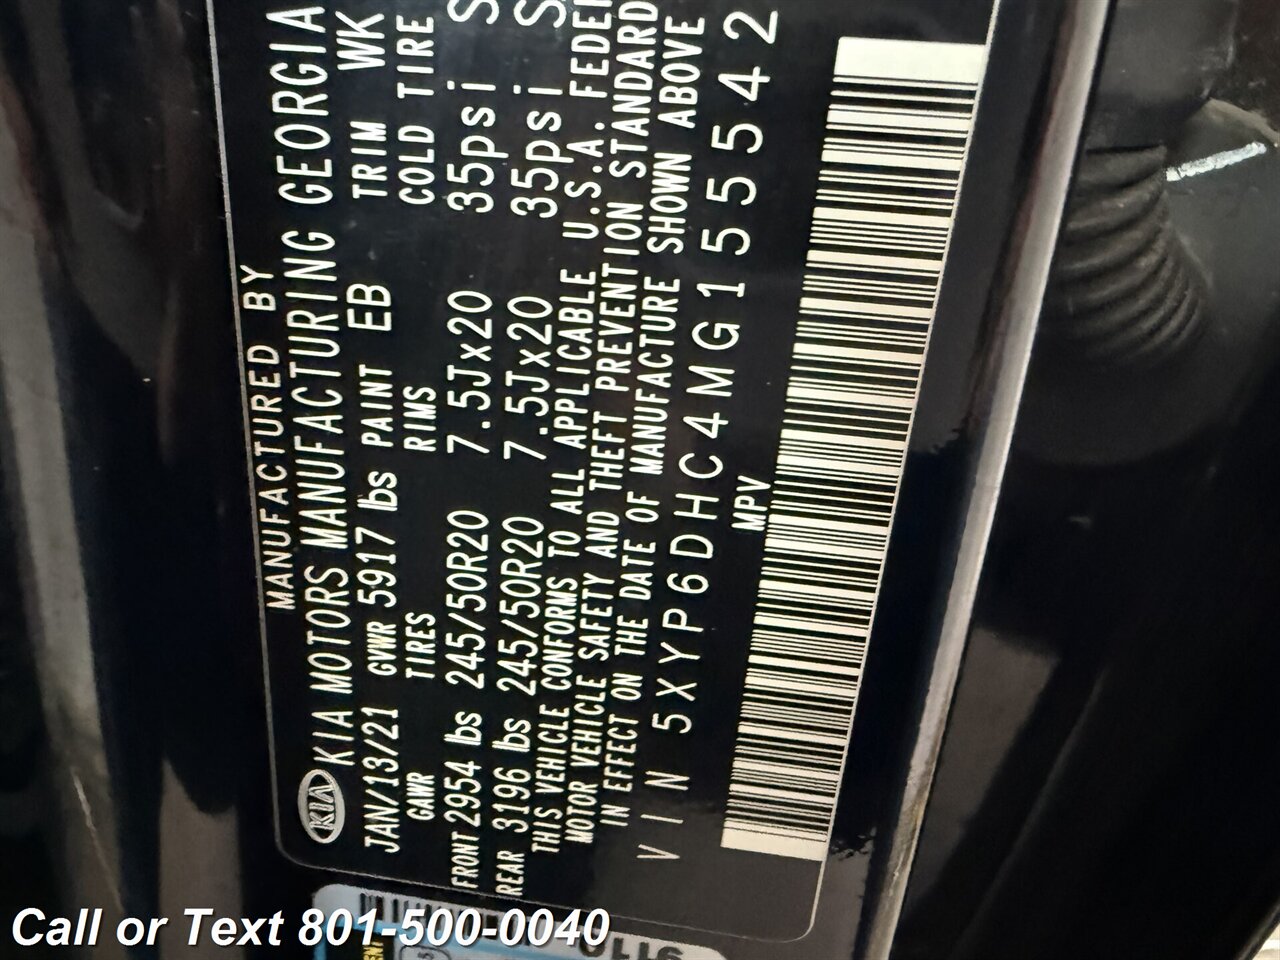 MANUFACTURED BY
KIA KIA MOTORS MANUFACTURING GEORGIA
JAN/13/21 GVWR 5917 lbs PAINT EB TRIM WK
GAWR TIRES RIMS COLD TIRE
FRONT 2954 lbs 245/50R20 7.5Jx20 35psi S
REAR 3196 lbs 245/50R20 7.5Jx20 35psi S
THIS VEHICLE CONFORMS TO ALL APPLICABLE U.S.A. FEDE
MOTOR VEHICLE SAFETY AND THEFT PREVENTION STANDARD
IN EFFECT ON THE DATE OF MANUFACTURE SHOWN ABOVE
VIN 5XYP6DHC4MG155542
MPV
Call or Text 801-500-0040